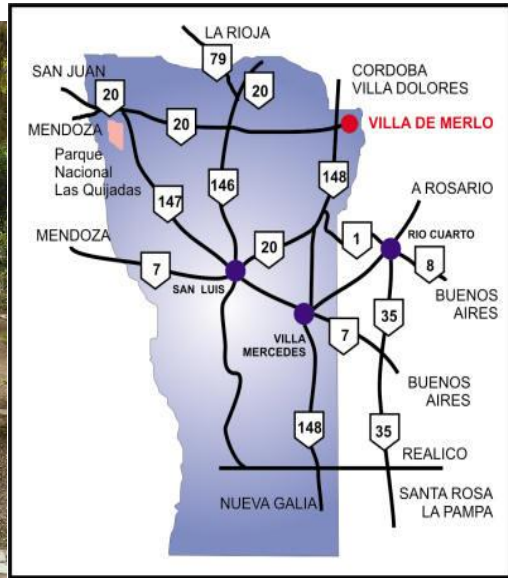 LA RIOJA
79
SAN JUAN
20
20
CORDOBA
VILLA DOLORES
MENDOZA
20
VILLA DE MERLO
Parque
Nacional
Las Quijadas
146
148
147
A ROSARIO
MENDOZA
7
20
1
RIO CUARTO
8
SAN LUIS
BUENOS
AIRES
35
VILLA
MERCEDES
7
BUENOS
AIRES
148
35
REALICO
NUEVA GALIA
SANTA ROSA
LA PAMPA